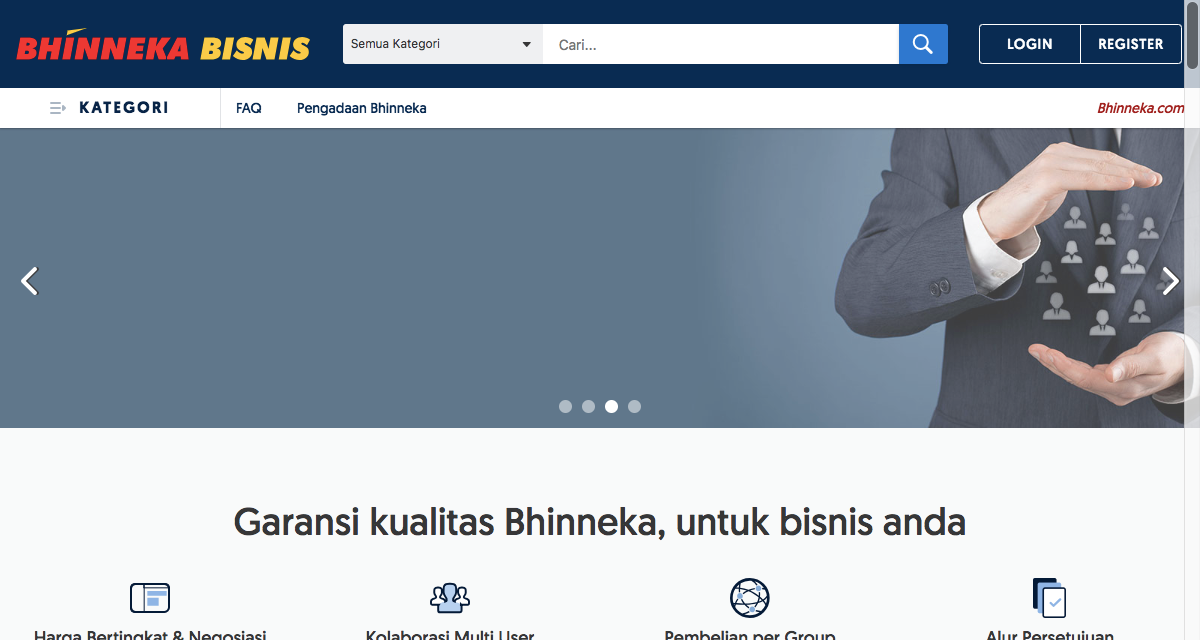 BHINNEKA BISNIS
Semua Kategori
Cari...
LOGIN
REGISTER
KATEGORI
FAQ
Pengadaan Bhinneka
Bhinneka.com
Garansi kualitas Bhinneka, untuk bisnis anda
Harga Bertingkat & Negosiasi
Kolaborasi Multi User
Pembelian per Group
Alur Persetujuan